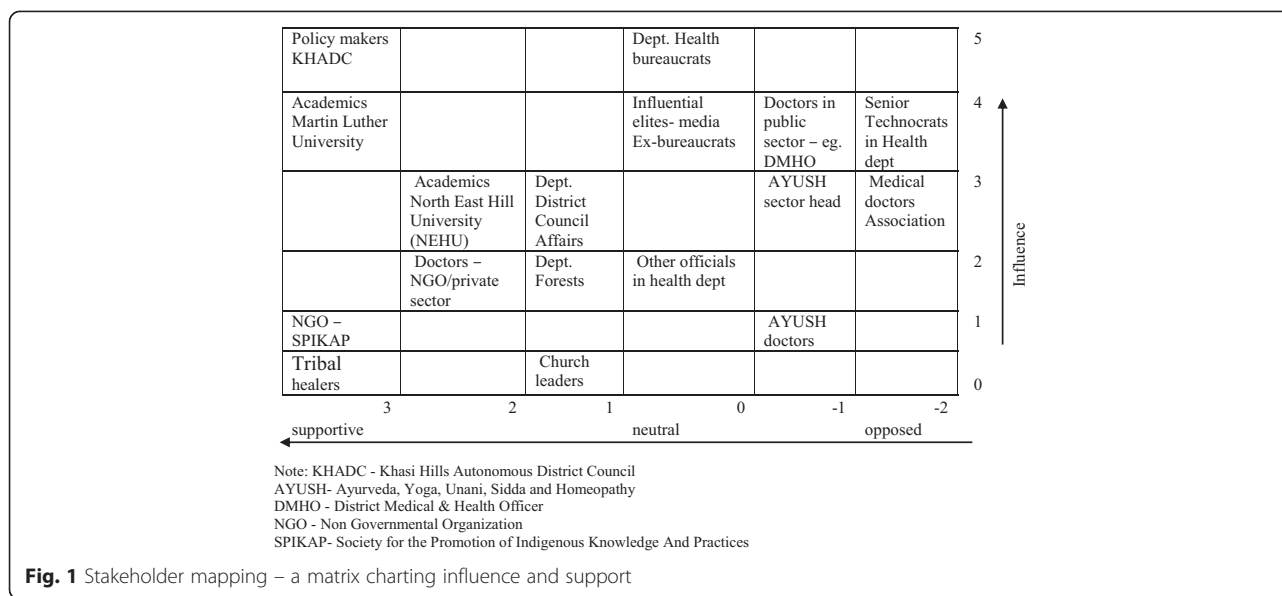 Policy makers Dept. Health 5
KHADC bureaucrats
Academics Influential Doctors in Senior 4
Martin Luther elites- media public Technocrats
University Ex-bureaucrats sector – eg. in Health
DMHO dept
Academics Dept. AYUSH Medical 3
North East Hill District sector head doctors
University Council Association
(NEHU) Affairs
Doctors – Dept. Other officials 2
NGO/private Forests in health dept
sector
Influence
NGO – AYUSH 1
SPIKAP doctors
Tribal Church
healers leaders 0
3 2 1 0 -1 -2
supportive neutral opposed
Note: KHADC - Khasi Hills Autonomous District Council
AYUSH- Ayurveda, Yoga, Unani, Sidda and Homeopathy
DMHO - District Medical & Health Officer
NGO - Non Governmental Organization
SPIKAP- Society for the Promotion of Indigenous Knowledge And Practices
Fig. 1 Stakeholder mapping – a matrix charting influence and support